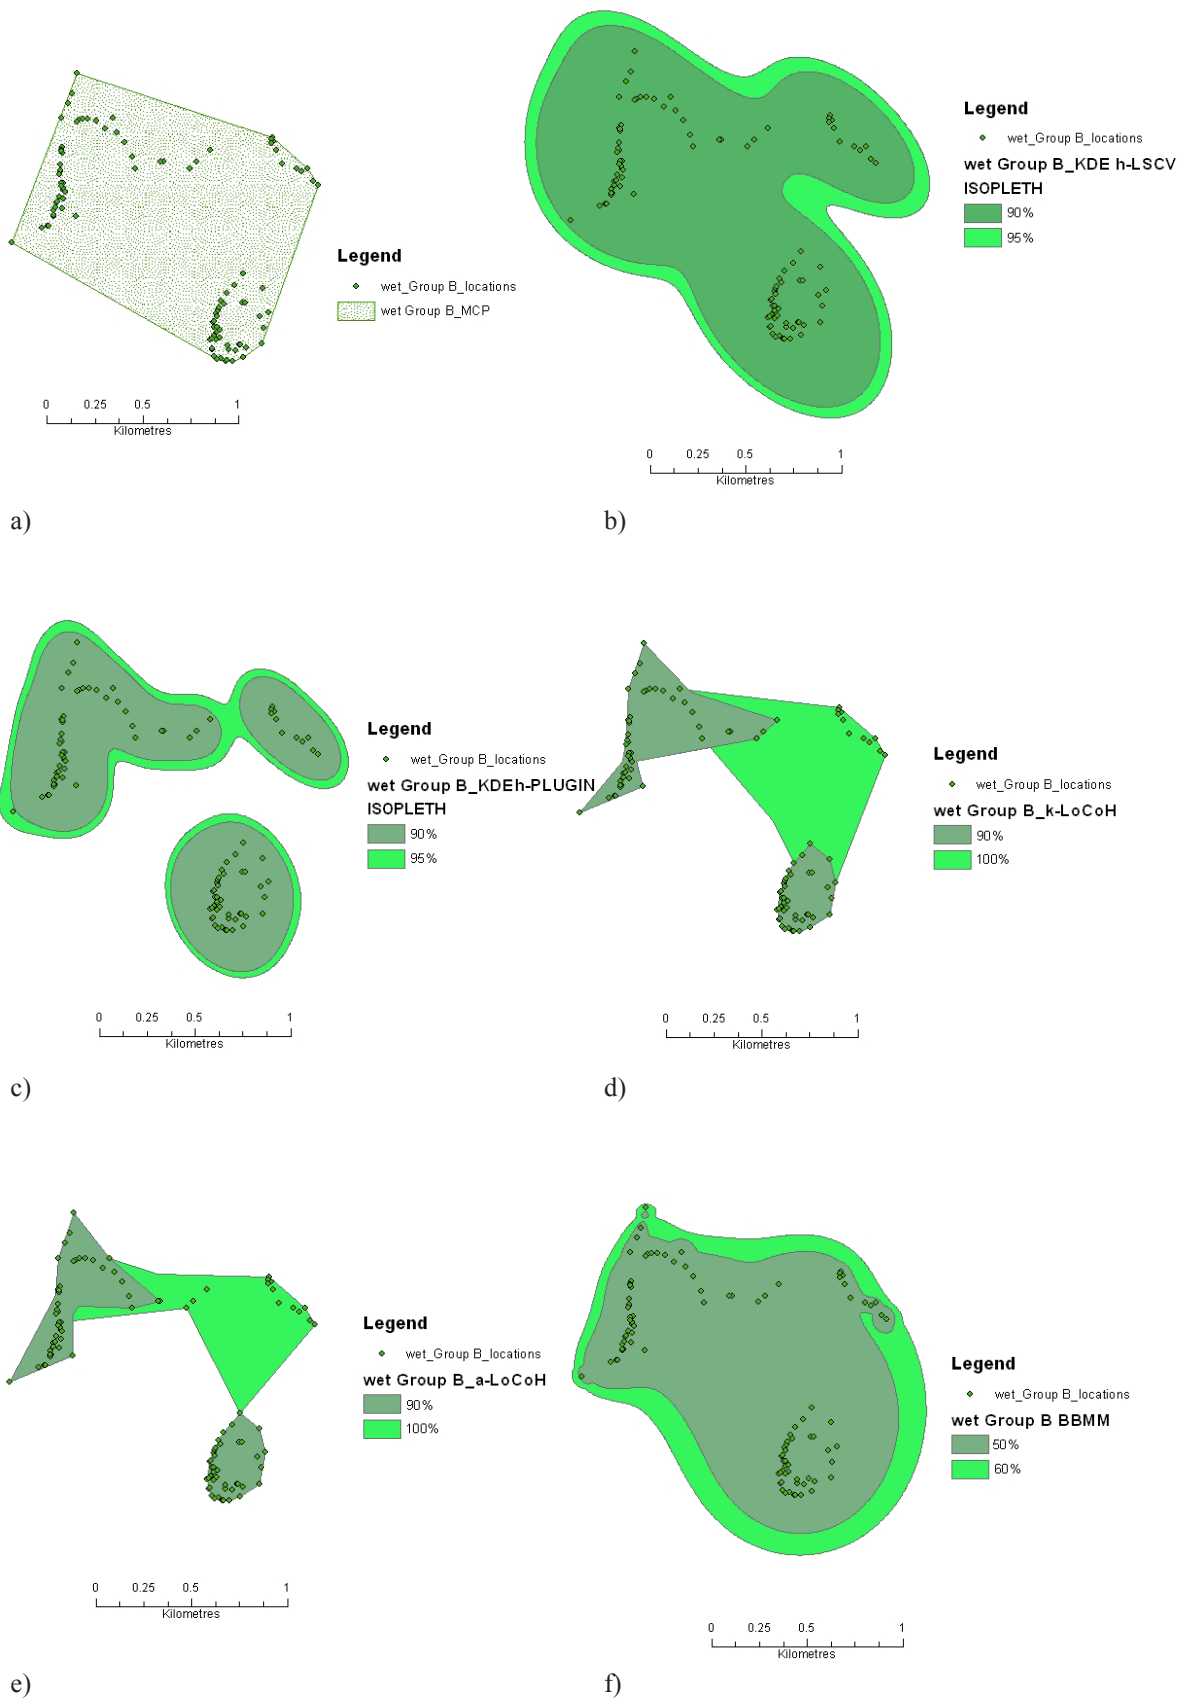 Legend
wet_Group B_locations
wet Group B_MCP
0 0.25 0.5 1
Kilometres
a)
Legend
wet_Group B_locations
wet Group B_KDE h-LSCV
ISOPLETH
90%
95%
0 0.25 0.5 1
Kilometres
b)
Legend
wet_Group B_locations
wet Group B_KDEh-PLUGIN
ISOPLETH
90%
95%
0 0.25 0.5 1
Kilometres
c)
Legend
wet_Group B_locations
wet Group B_k-LoCoH
90%
100%
0 0.25 0.5 1
Kilometres
d)
Legend
wet_Group B_locations
wet Group B_a-LoCoH
90%
100%
0 0.25 0.5 1
Kilometres
e)
Legend
wet_Group B_locations
wet Group B BBMM
50%
60%
0 0.25 0.5 1
Kilometres
f)